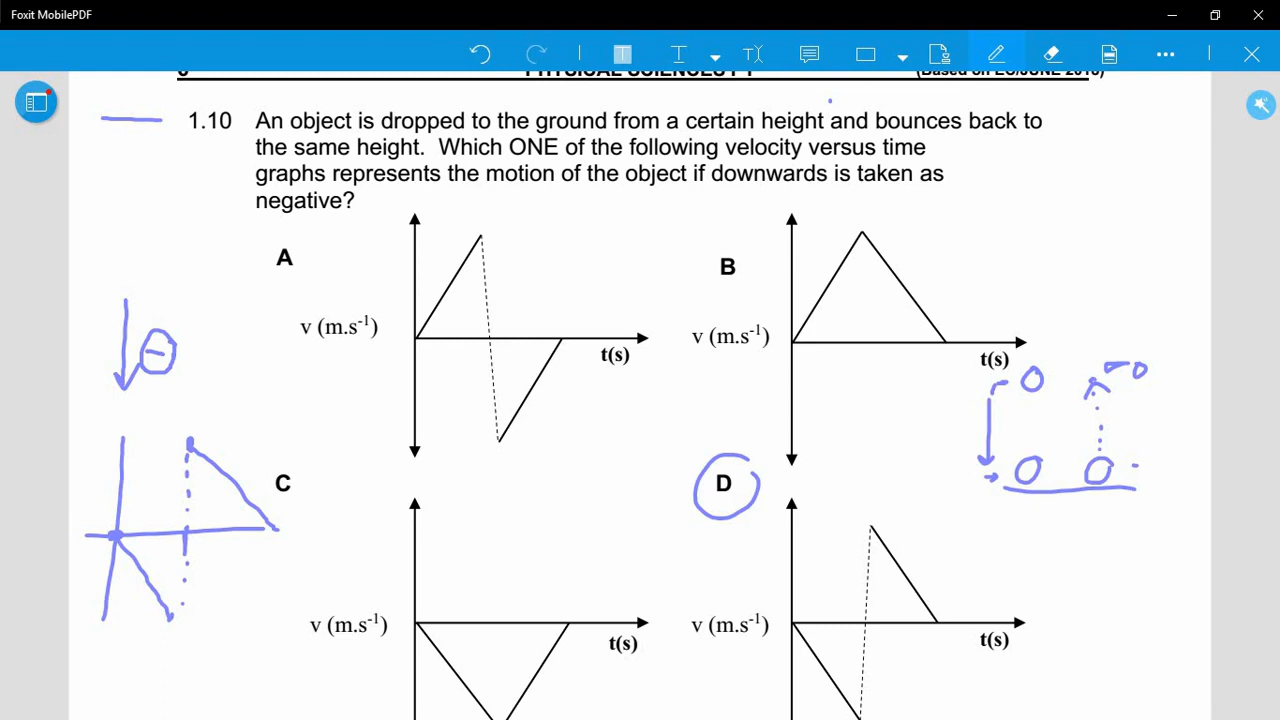 Foxit MobilePDF
1.10 An object is dropped to the ground from a certain height and bounces back to
the same height. Which ONE of the following velocity versus time
graphs represents the motion of the object if downwards is taken as
negative?
A
B
v (m.s⁻¹)
t(s)
v (m.s⁻¹)
t(s)
C
D
v (m.s⁻¹)
t(s)
v (m.s⁻¹)
t(s)